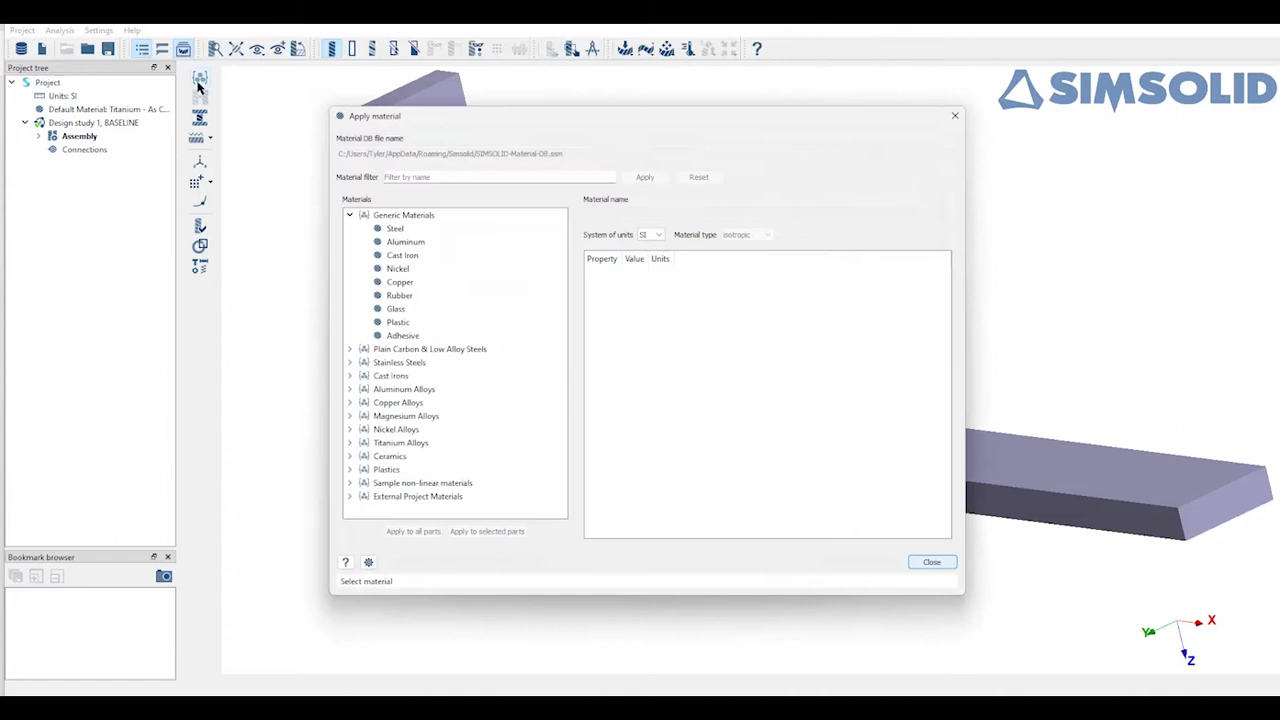 Project Analysis Settings Help
Project tree
Project
Units: SI
Default Material: Titanium - As C...
Design study 1, BASELINE
Assembly
Connections
Bookmark browser
SIMSOLID
Apply material
Material DB file name
C:/Users/Tyler/AppData/Roaming/Simsolid/SIMSOLID-Material-DB.ssm
Material filter Filter by name Apply Reset
Materials
Generic Materials
Steel
Aluminum
Cast Iron
Nickel
Copper
Rubber
Glass
Plastic
Adhesive
Plain Carbon & Low Alloy Steels
Stainless Steels
Cast Irons
Aluminum Alloys
Copper Alloys
Magnesium Alloys
Nickel Alloys
Titanium Alloys
Ceramics
Plastics
Sample non-linear materials
External Project Materials
Apply to all parts Apply to selected parts
Material name
System of units SI Material type isotropic
Property Value Units
? Close
Select material
X
Y
Z